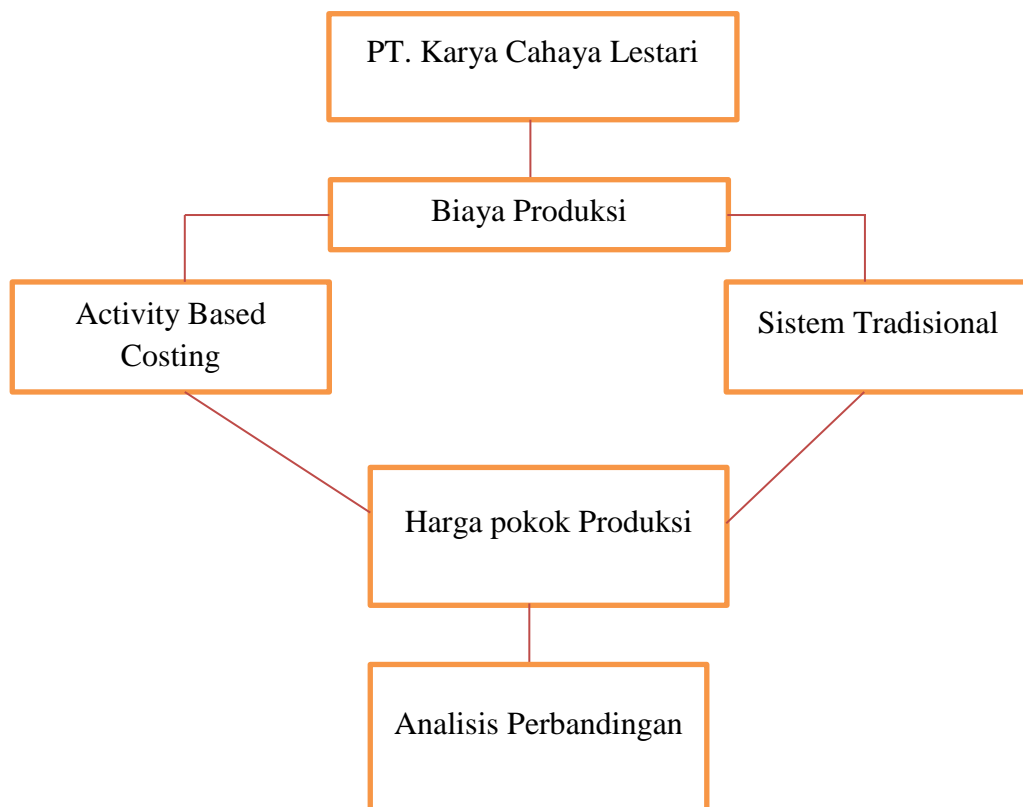 PT. Karya Cahaya Lestari
Biaya Produksi
Activity Based
Costing
Sistem Tradisional
Harga pokok Produksi
Analisis Perbandingan